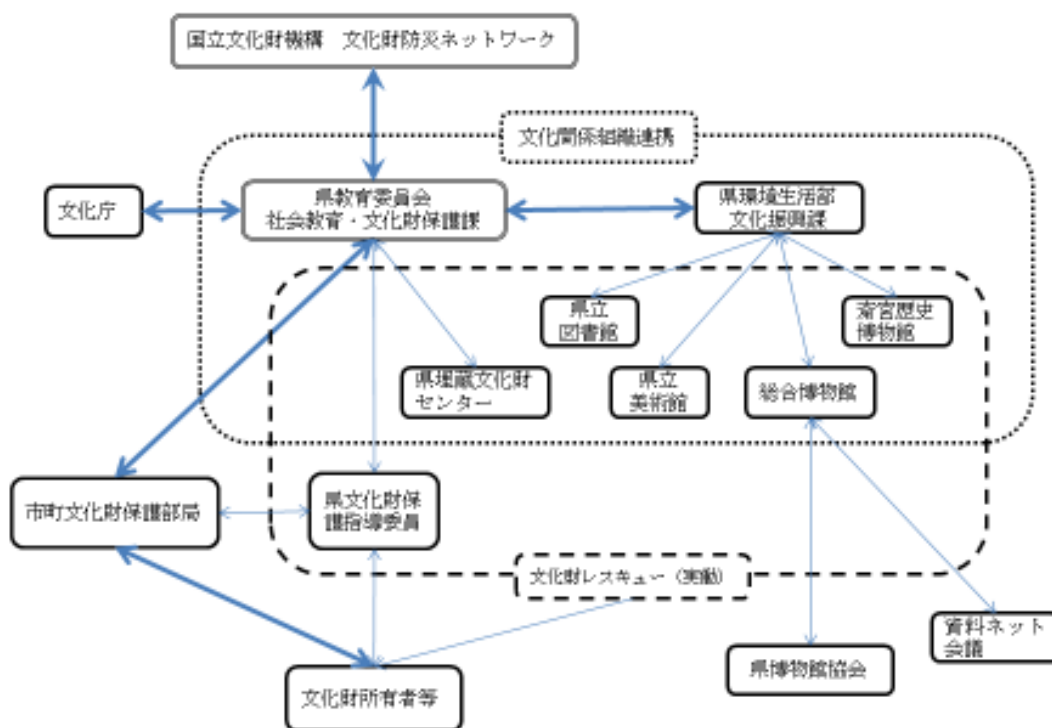 国立文化財機構　文化財防災ネットワーク
文化関係組織連携
文化庁
県教育委員会
社会教育・文化財保護課
県環境生活部
文化振興課
県立
図書館
斎宮歴史
博物館
県埋蔵文化財
センター
県立
美術館
総合博物館
市町文化財保護部局
県文化財保
護指導委員
文化財レスキュー（実働）
資料ネット
会議
県博物館協会
文化財所有者等